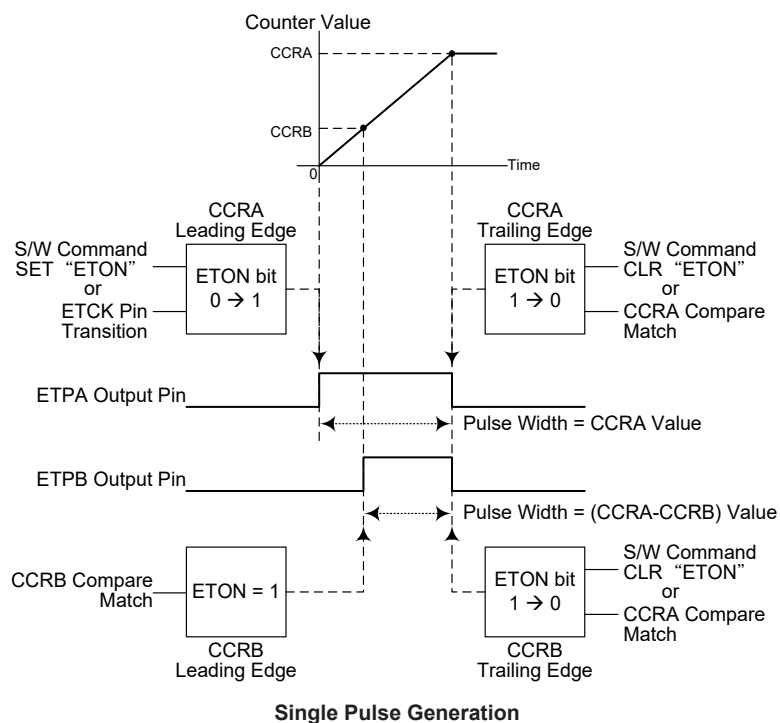 Counter Value
CCRA
CCRB
0
Time
CCRA
Leading Edge
S/W Command
SET “ETON”
or
ETCK Pin
Transition
ETON bit
0 → 1
CCRA
Trailing Edge
ETON bit
1 → 0
S/W Command
CLR “ETON”
or
CCRA Compare
Match
ETPA Output Pin
Pulse Width = CCRA Value
ETPB Output Pin
Pulse Width = (CCRA-CCRB) Value
CCRB Compare
Match
ETON = 1
CCRB
Leading Edge
ETON bit
1 → 0
CCRB
Trailing Edge
S/W Command
CLR “ETON”
or
CCRA Compare
Match
Single Pulse Generation